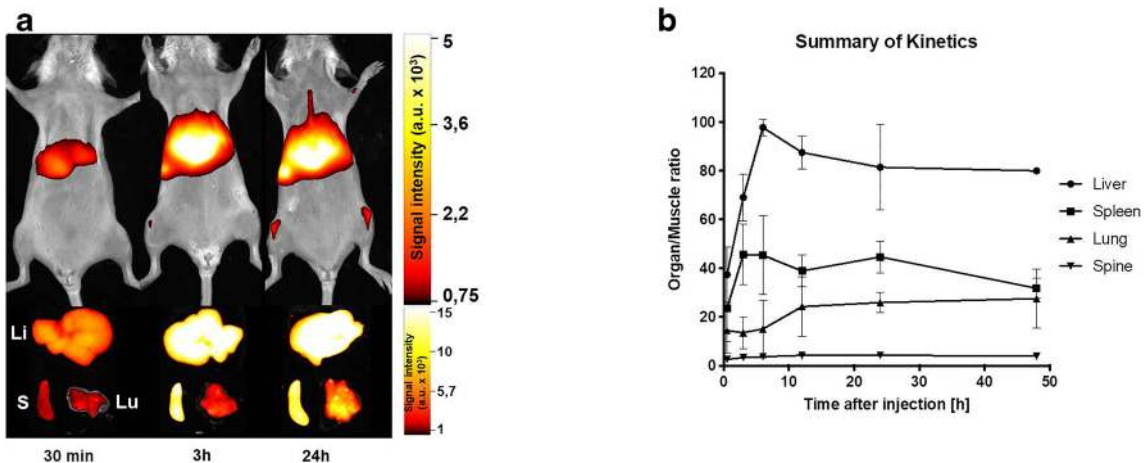 a
Signal intensity (a.u. x 10³)
5
3,6
2,2
0,75
Li
S
Lu
Signal intensity
(a.u. x 10³)
15
10
5,7
1
30 min
3h
24h
b
Summary of Kinetics
Organ/Muscle ratio
120
100
80
60
40
20
0
0
10
20
30
40
50
Time after injection [h]
Liver
Spleen
Lung
Spine